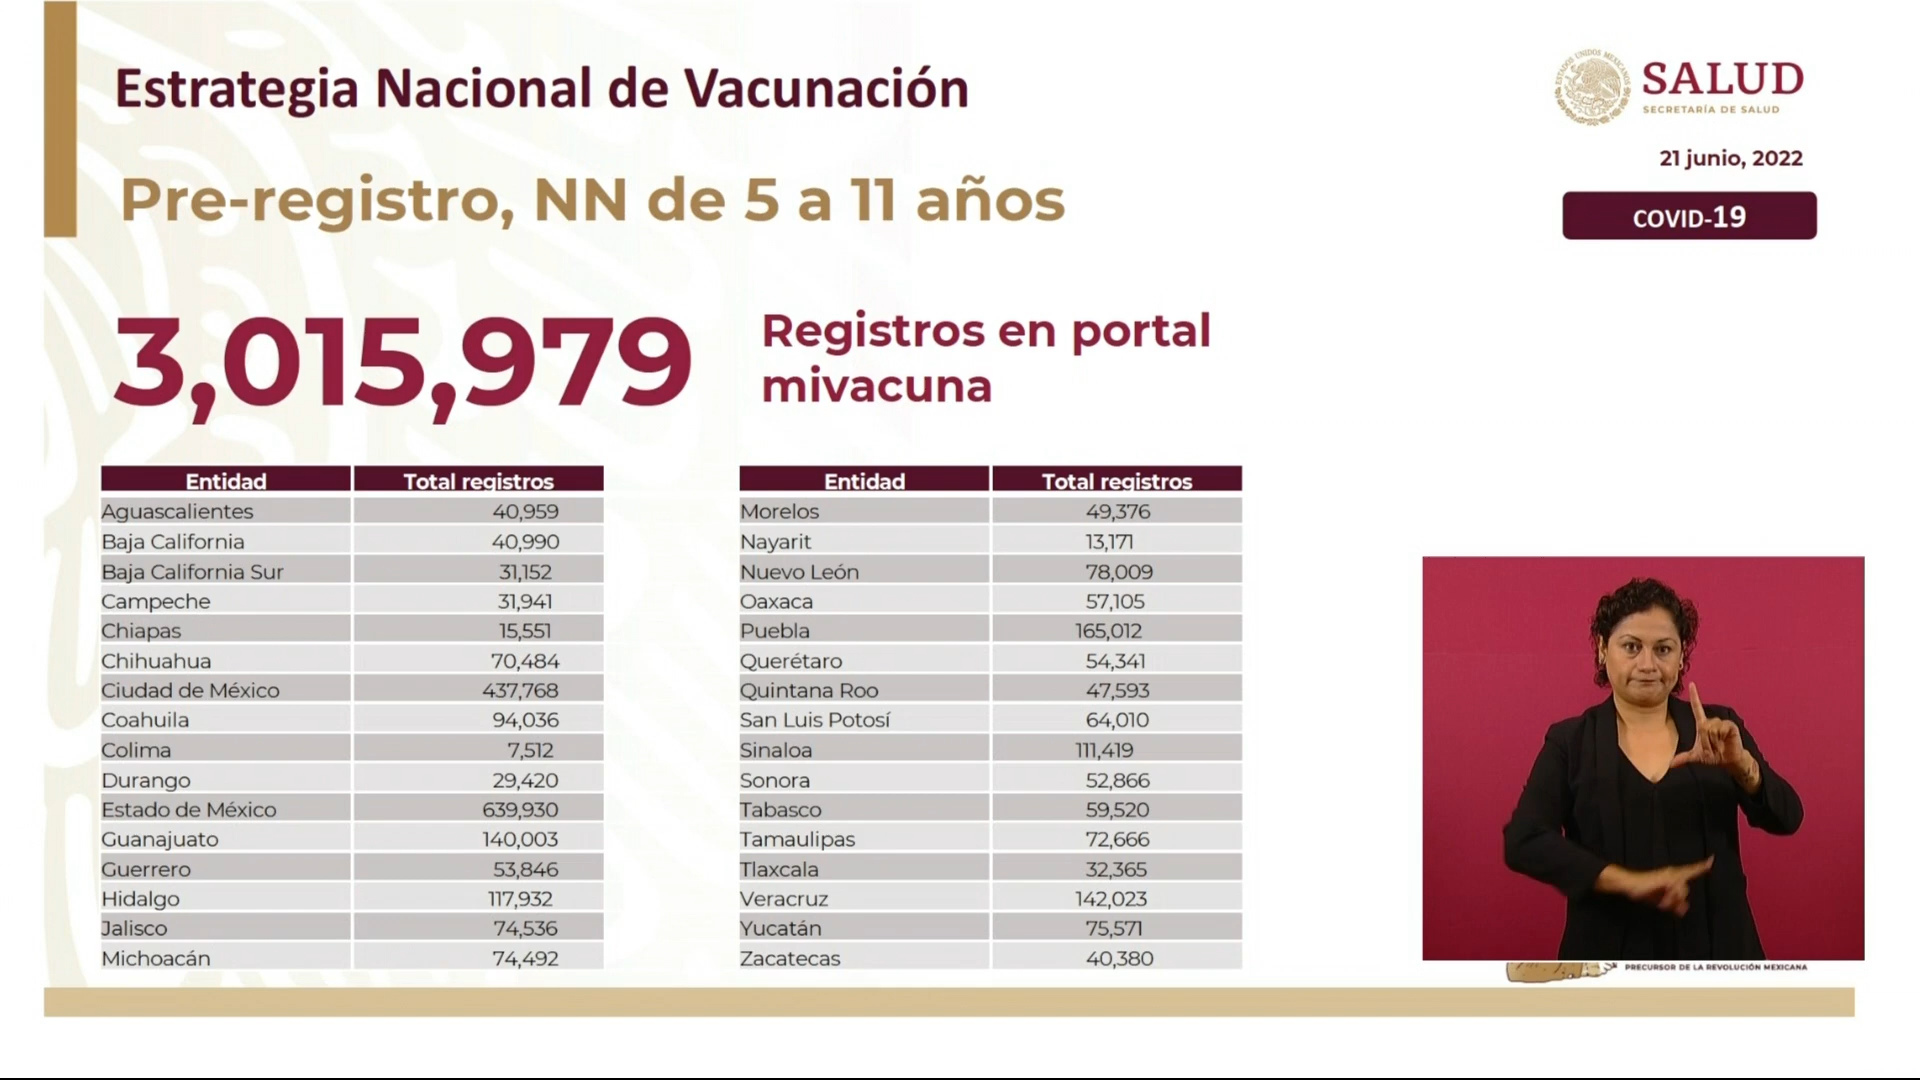 Estrategia Nacional de Vacunación
Pre-registro, NN de 5 a 11 años
ESTADOS UNIDOS MEXICANOS
SALUD
SECRETARÍA DE SALUD
21 junio, 2022
COVID-19
3,015,979
Registros en portal
mivacuna
Entidad Total registros
Aguascalientes 40,959
Baja California 40,990
Baja California Sur 31,152
Campeche 31,941
Chiapas 15,551
Chihuahua 70,484
Ciudad de México 437,768
Coahuila 94,036
Colima 7,512
Durango 29,420
Estado de México 639,930
Guanajuato 140,003
Guerrero 53,846
Hidalgo 117,932
Jalisco 74,536
Michoacán 74,492
Entidad Total registros
Morelos 49,376
Nayarit 13,171
Nuevo León 78,009
Oaxaca 57,105
Puebla 165,012
Querétaro 54,341
Quintana Roo 47,593
San Luis Potosí 64,010
Sinaloa 111,419
Sonora 52,866
Tabasco 59,520
Tamaulipas 72,666
Tlaxcala 32,365
Veracruz 142,023
Yucatán 75,571
Zacatecas 40,380
PRECURSOR DE LA REVOLUCIÓN MEXICANA